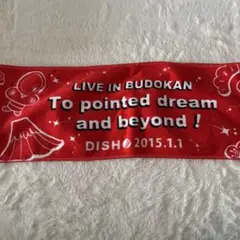 LIVE IN BUDOKAN
To pointed dream
and beyond!
DISH// 2015.1.1